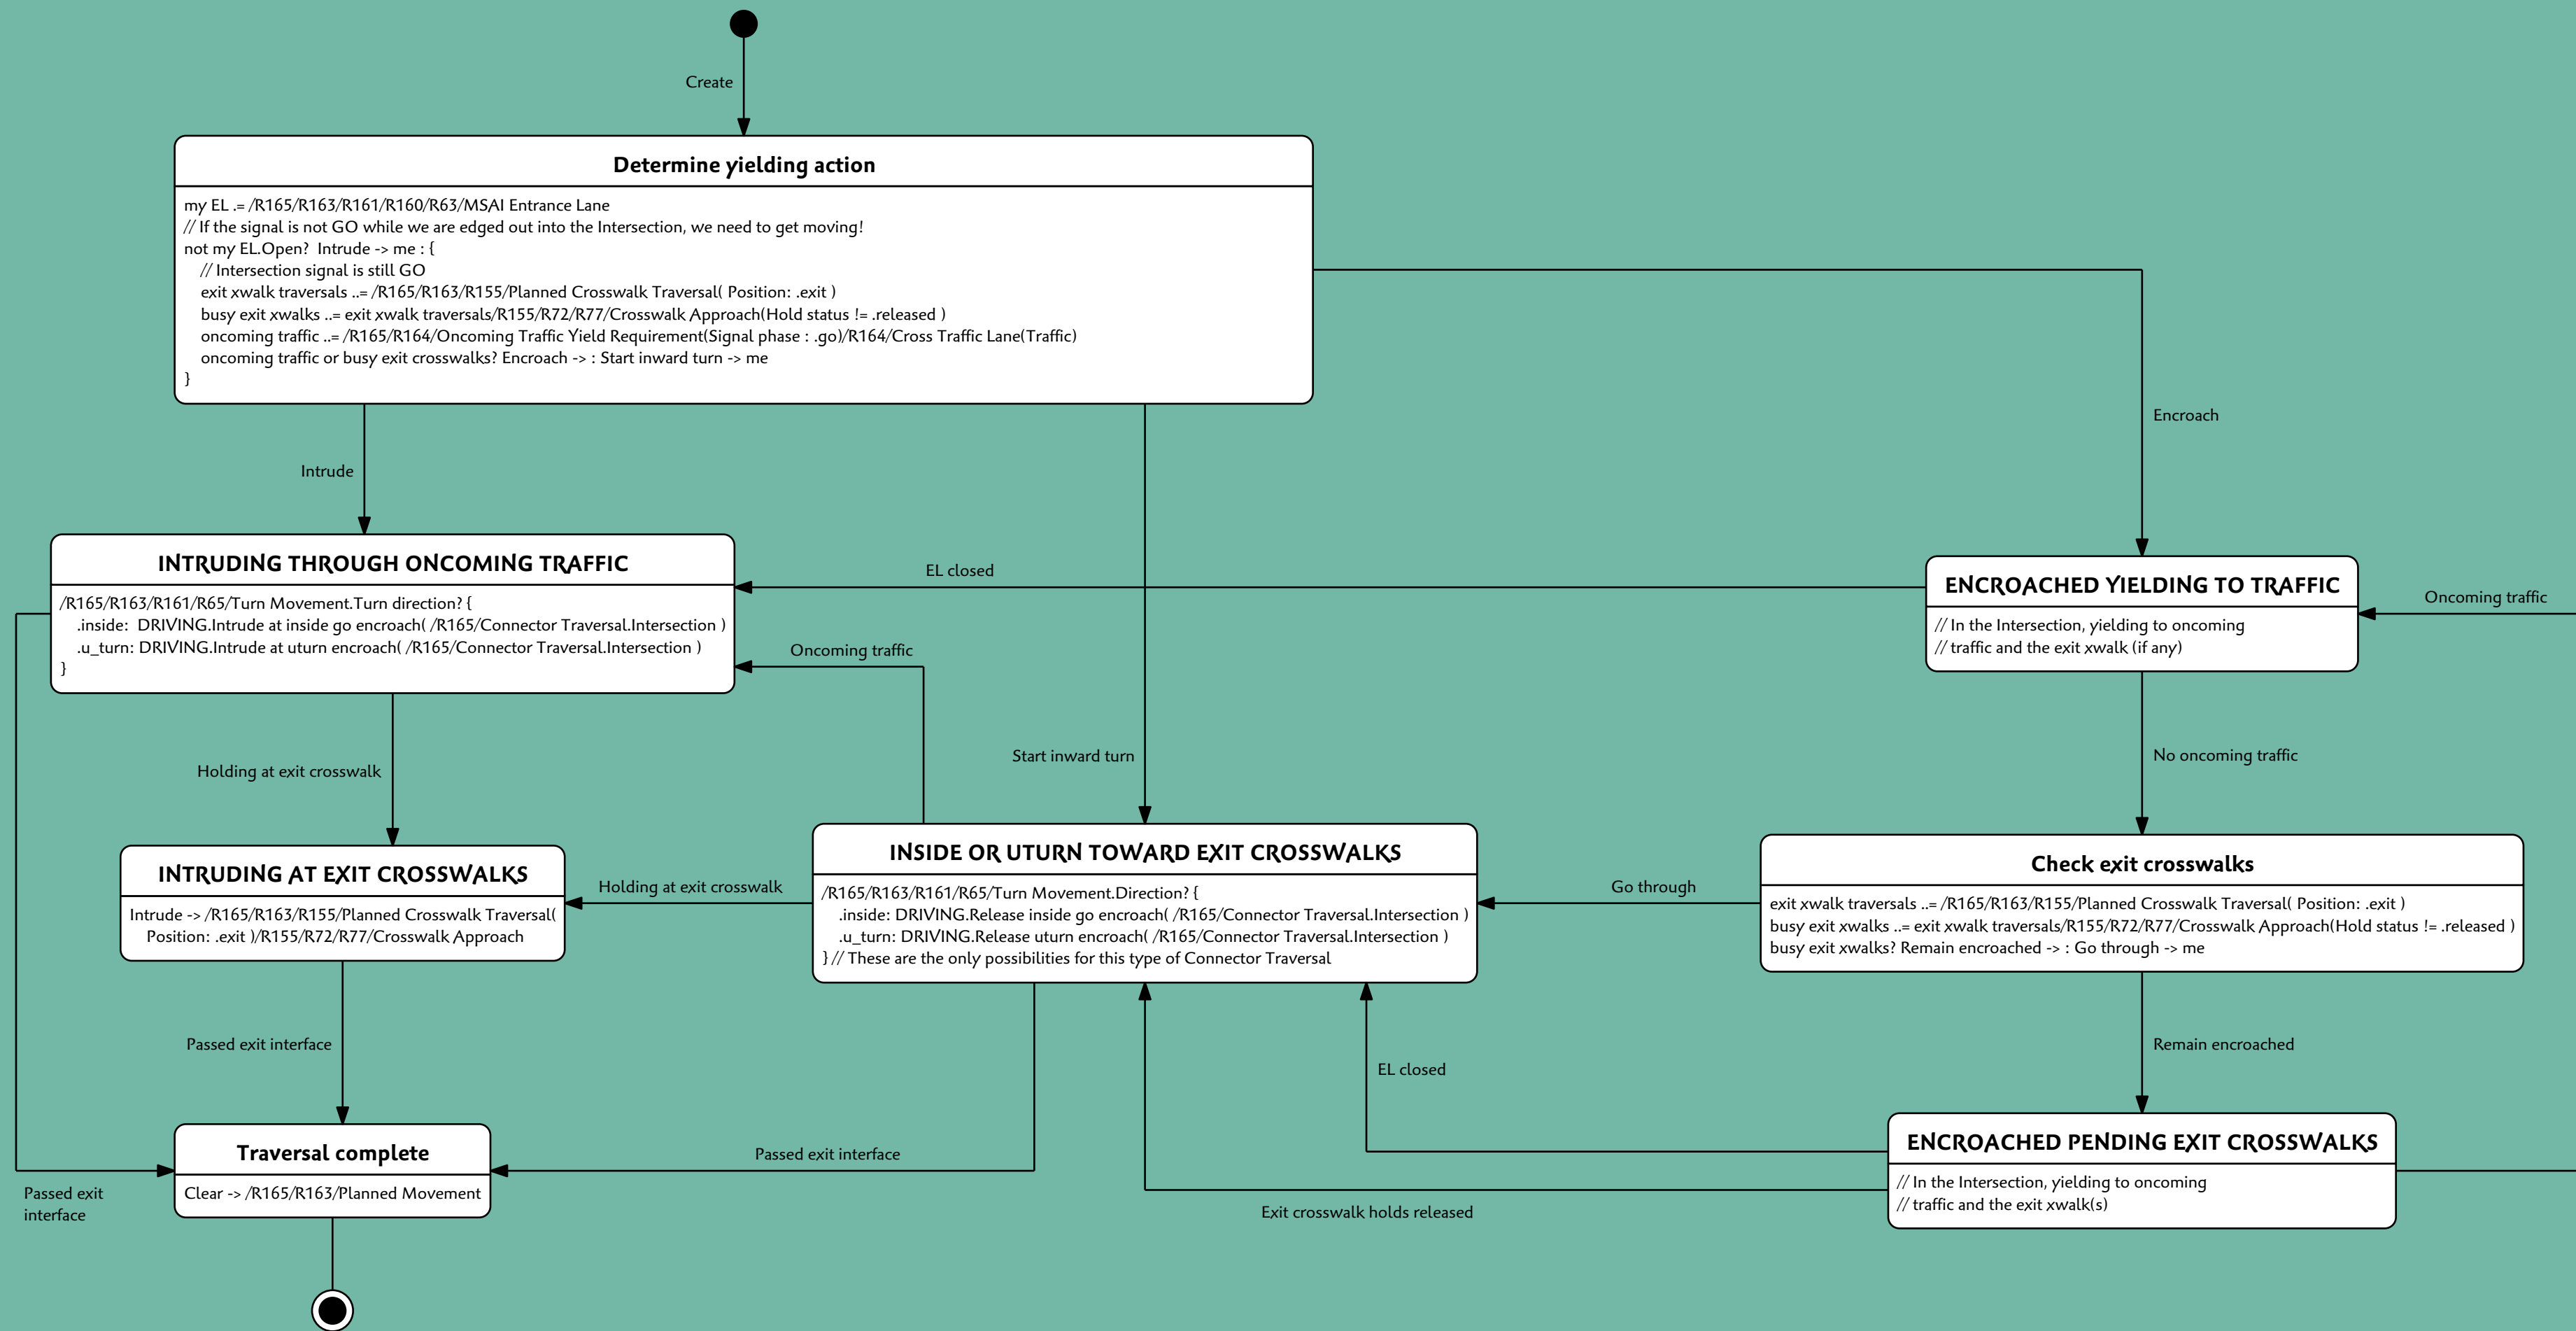 Create
Determine yielding action
my EL .= /R165/R163/R161/R160/R63/MSAI Entrance Lane
// If the signal is not GO while we are edged out into the Intersection, we need to get moving!
not my EL.Open?  Intrude -> me : {
// Intersection signal is still GO
exit xwalk traversals ..= /R165/R163/R155/Planned Crosswalk Traversal( Position: .exit )
busy exit xwalks ..= exit xwalk traversals/R155/R72/R77/Crosswalk Approach(Hold status != .released )
oncoming traffic ..= /R165/R164/Oncoming Traffic Yield Requirement(Signal phase : .go)/R164/Cross Traffic Lane(Traffic)
oncoming traffic or busy exit crosswalks? Encroach -> : Start inward turn -> me
}
Encroach
Intrude
INTRUDING THROUGH ONCOMING TRAFFIC
/R165/R163/R161/R65/Turn Movement.Turn direction? {
.inside:  DRIVING.Intrude at inside go encroach( /R165/Connector Traversal.Intersection )
.u_turn: DRIVING.Intrude at uturn encroach( /R165/Connector Traversal.Intersection )
}
EL closed
ENCROACHED YIELDING TO TRAFFIC
// In the Intersection, yielding to oncoming
// traffic and the exit xwalk (if any)
Oncoming traffic
Oncoming traffic
Holding at exit crosswalk
Start inward turn
No oncoming traffic
INTRUDING AT EXIT CROSSWALKS
Intrude -> /R165/R163/R155/Planned Crosswalk Traversal(
Position: .exit )/R155/R72/R77/Crosswalk Approach
Holding at exit crosswalk
INSIDE OR UTURN TOWARD EXIT CROSSWALKS
/R165/R163/R161/R65/Turn Movement.Direction? {
.inside: DRIVING.Release inside go encroach( /R165/Connector Traversal.Intersection )
.u_turn: DRIVING.Release uturn encroach( /R165/Connector Traversal.Intersection )
} // These are the only possibilities for this type of Connector Traversal
Go through
Check exit crosswalks
exit xwalk traversals ..= /R165/R163/R155/Planned Crosswalk Traversal( Position: .exit )
busy exit xwalks ..= exit xwalk traversals/R155/R72/R77/Crosswalk Approach(Hold status != .released )
busy exit xwalks? Remain encroached -> : Go through -> me
Passed exit interface
EL closed
Remain encroached
Traversal complete
Clear -> /R165/R163/Planned Movement
Passed exit interface
ENCROACHED PENDING EXIT CROSSWALKS
// In the Intersection, yielding to oncoming
// traffic and the exit xwalk(s)
Passed exit
interface
Exit crosswalk holds released